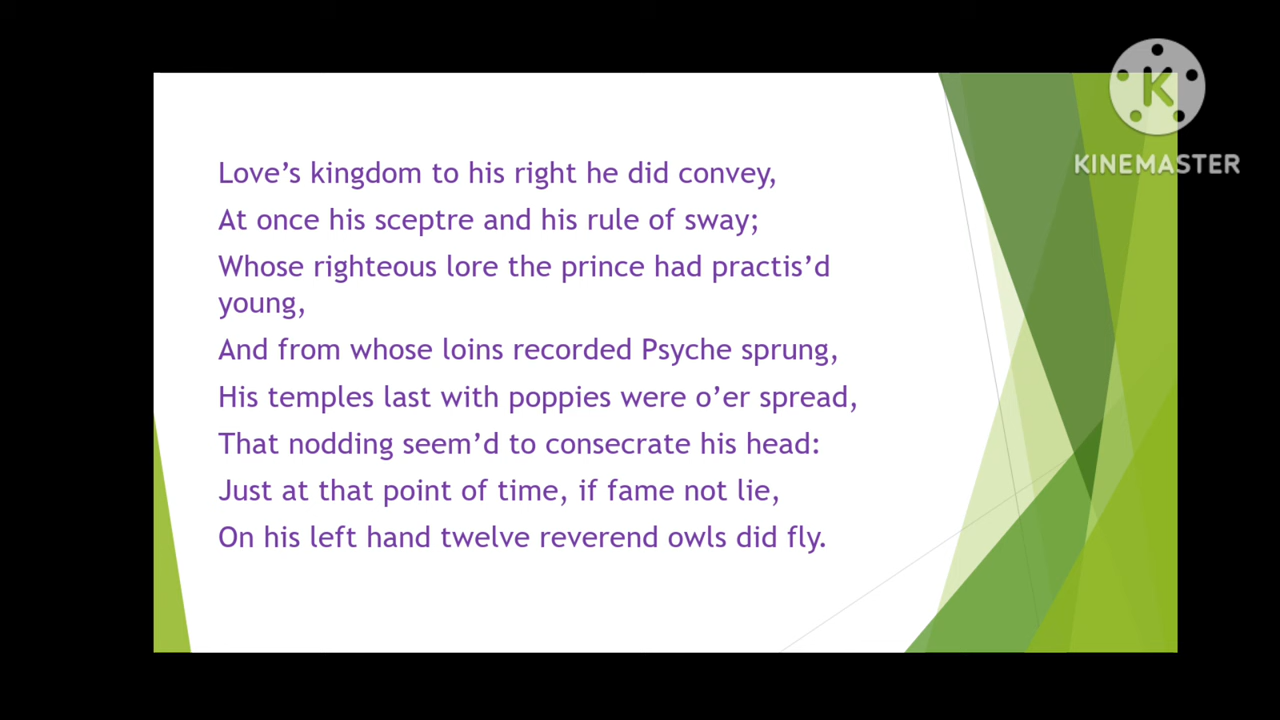 Love’s kingdom to his right he did convey,
At once his sceptre and his rule of sway;
Whose righteous lore the prince had practis’d
young,
And from whose loins recorded Psyche sprung,
His temples last with poppies were o’er spread,
That nodding seem’d to consecrate his head:
Just at that point of time, if fame not lie,
On his left hand twelve reverend owls did fly.
K
KINEMASTER